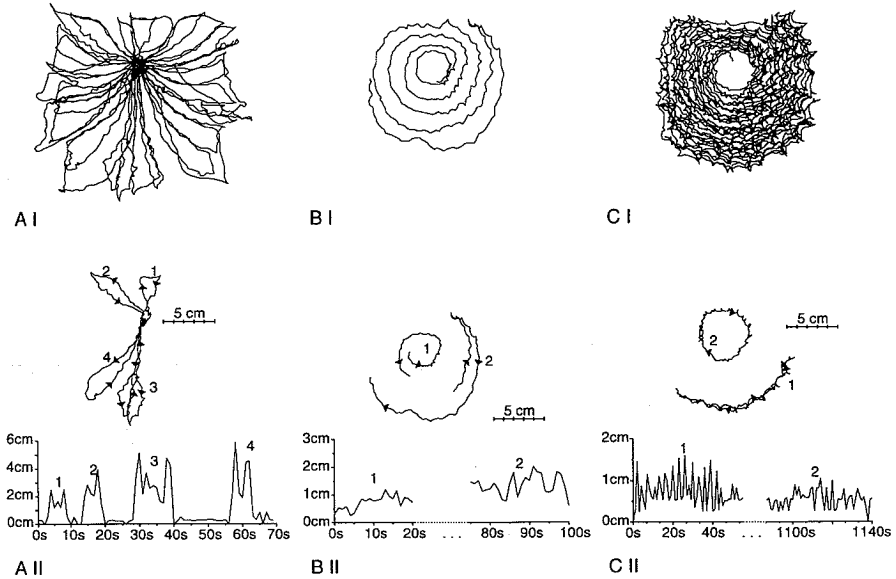 A I
B I
C I
2
1
5 cm
4
3
1
2
5 cm
2
1
5 cm
6cm
4cm
2cm
0cm
1
2
3
4
0s 10s 20s 30s 40s 50s 60s 70s
3cm
2cm
1cm
0cm
1
2
0s 10s 20s ... 80s 90s 100s
2cm
1cm
0cm
1
2
0s 20s 40s ... 1100s 1140s
A II
B II
C II